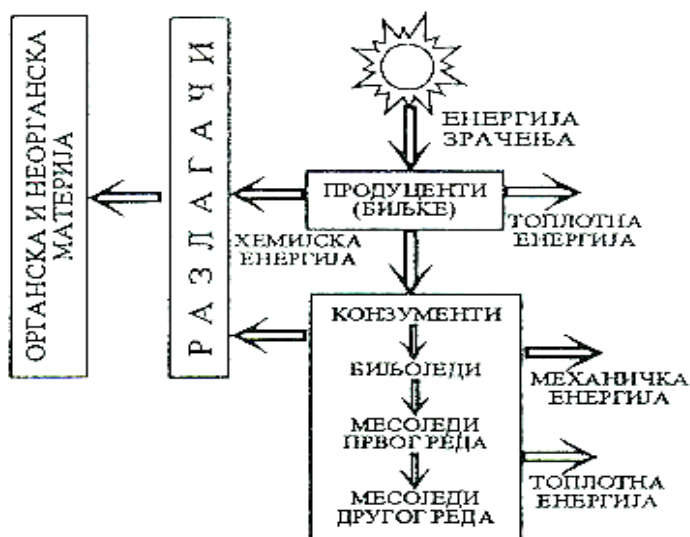 ОРГАНСКА И НЕОРГАНСКА
МАТЕРИЈА
РАЗЛАГАЧИ
ЕНЕРГИЈА
ЗРАЧЕЊА
ПРОДУЦЕНТИ
(БИЉКЕ)
ТОПЛОТНА
ЕНЕРГИЈА
ХЕМИЈСКА
ЕНЕРГИЈА
КОНЗУМЕНТИ
БИЉОЈЕДИ
МЕСОЈЕДИ
ПРВОГ РЕДА
МЕСОЈЕДИ
ДРУГОГ РЕДА
МЕХАНИЧКА
ЕНЕРГИЈА
ТОПЛОТНА
ЕНЕРГИЈА